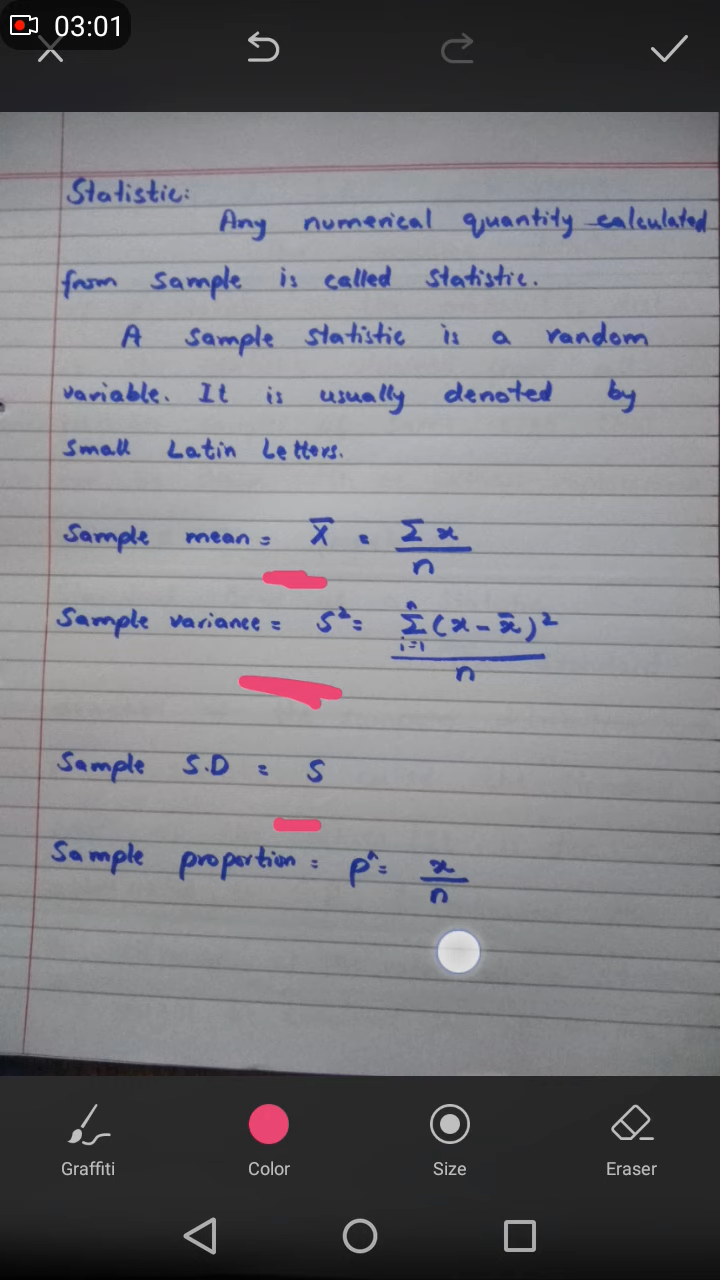 03:01
Statistic:
Any numerical quantity calculated
from sample is called statistic.
A sample statistic is a random
variable. It is usually denoted by
small Latin Letters.
Sample mean = X̄ = Σx/n
Sample variance = S²= Σⁿᵢ₌₁(x-x̄)²/n
Sample S.D = S
Sample proportion = p^= x/n
Graffiti Color Size Eraser